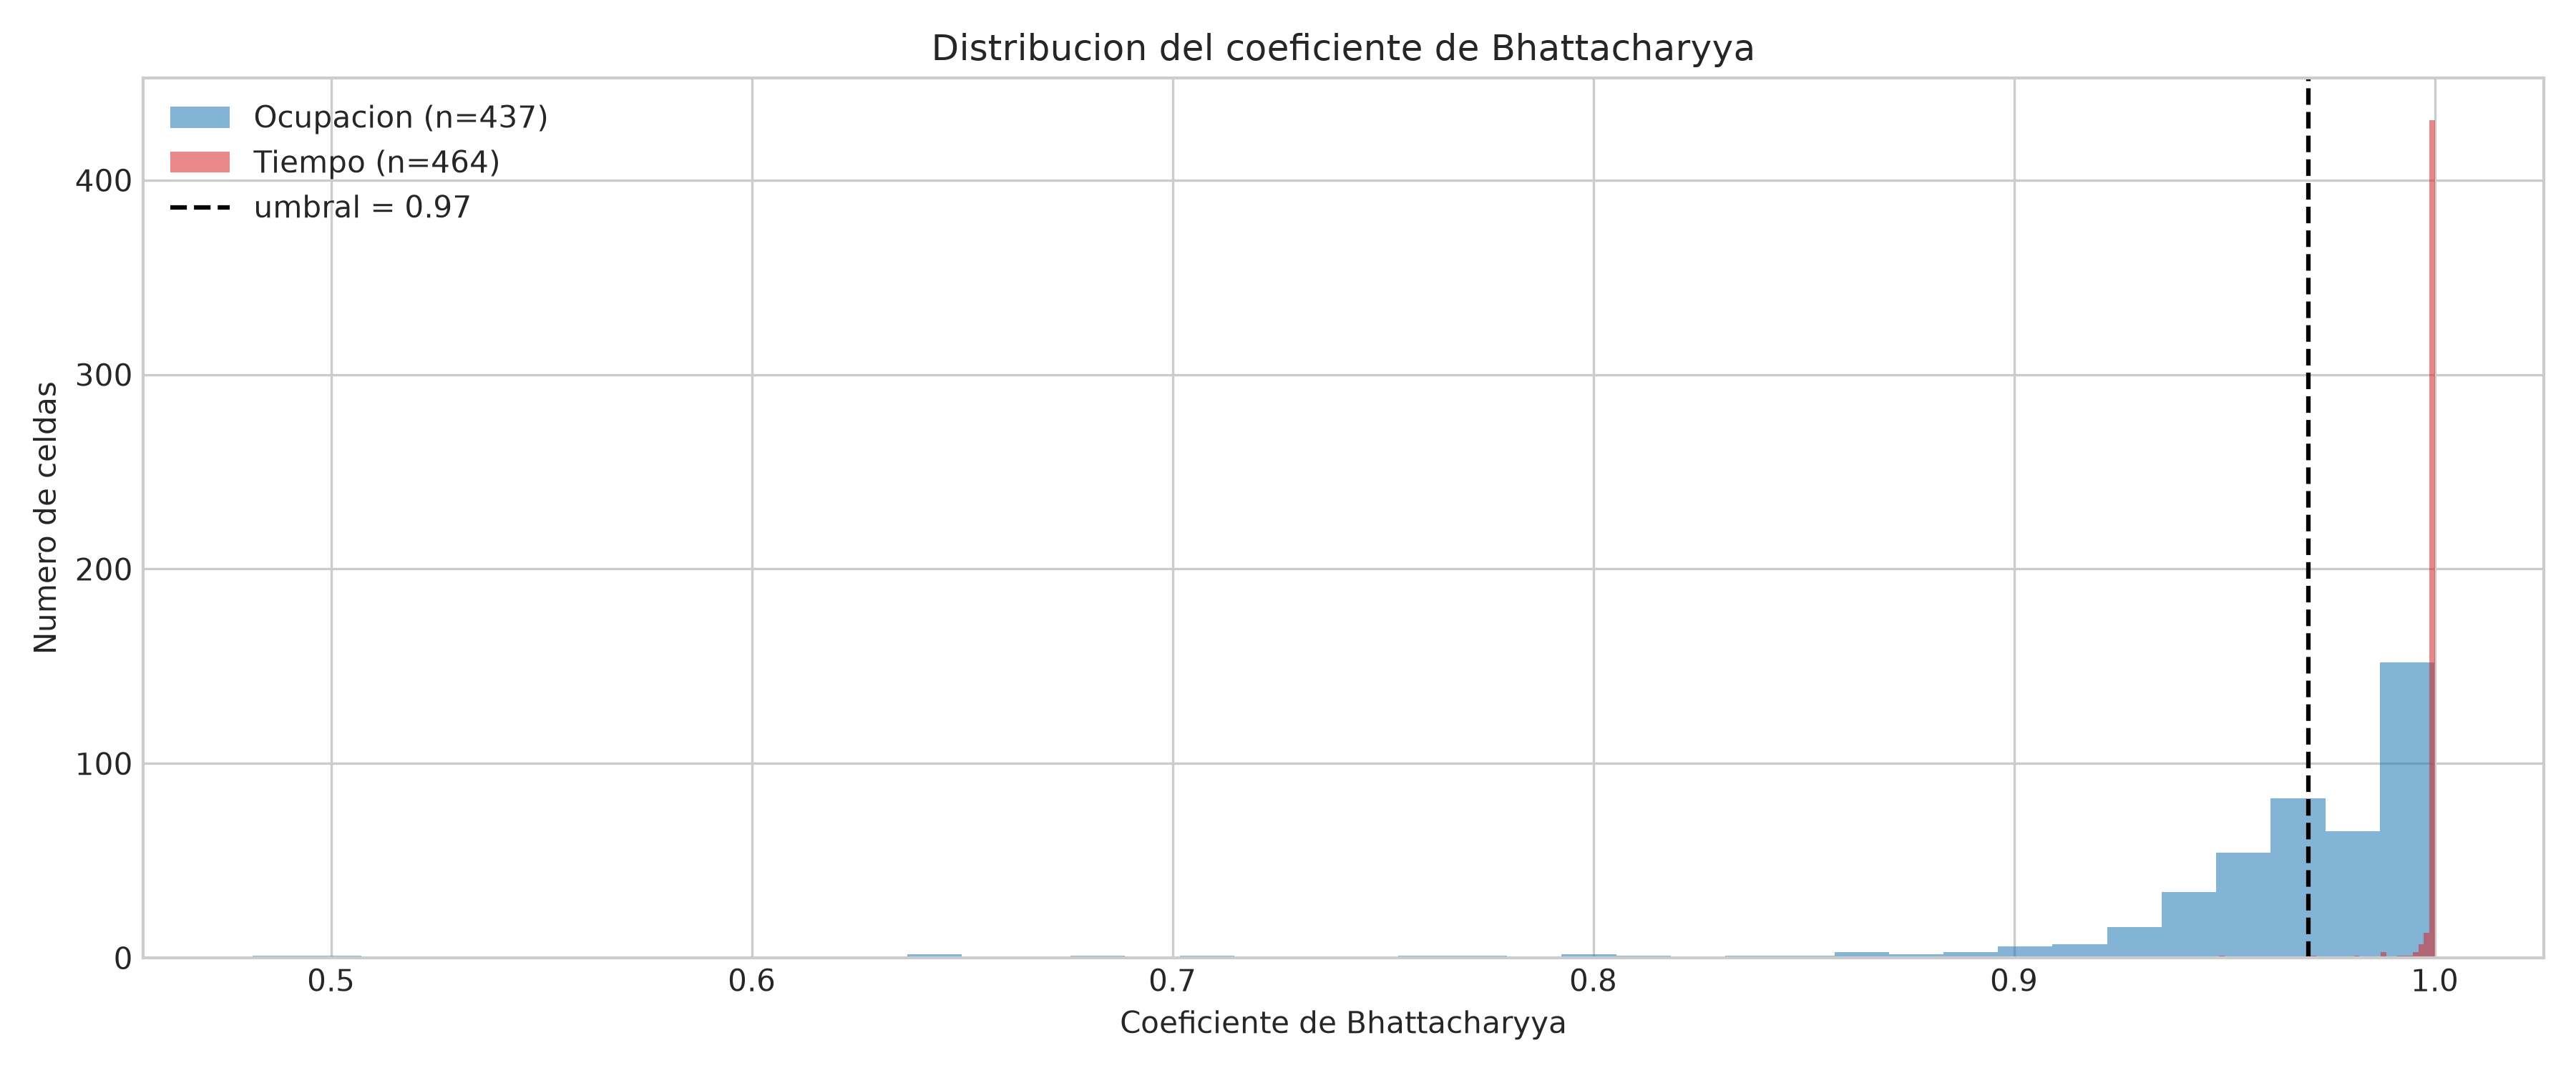 Distribucion del coeficiente de Bhattacharyya
Ocupacion (n=437)
Tiempo (n=464)
umbral = 0.97
Numero de celdas
400
300
200
100
0
0.5 0.6 0.7 0.8 0.9 1.0
Coeficiente de Bhattacharyya